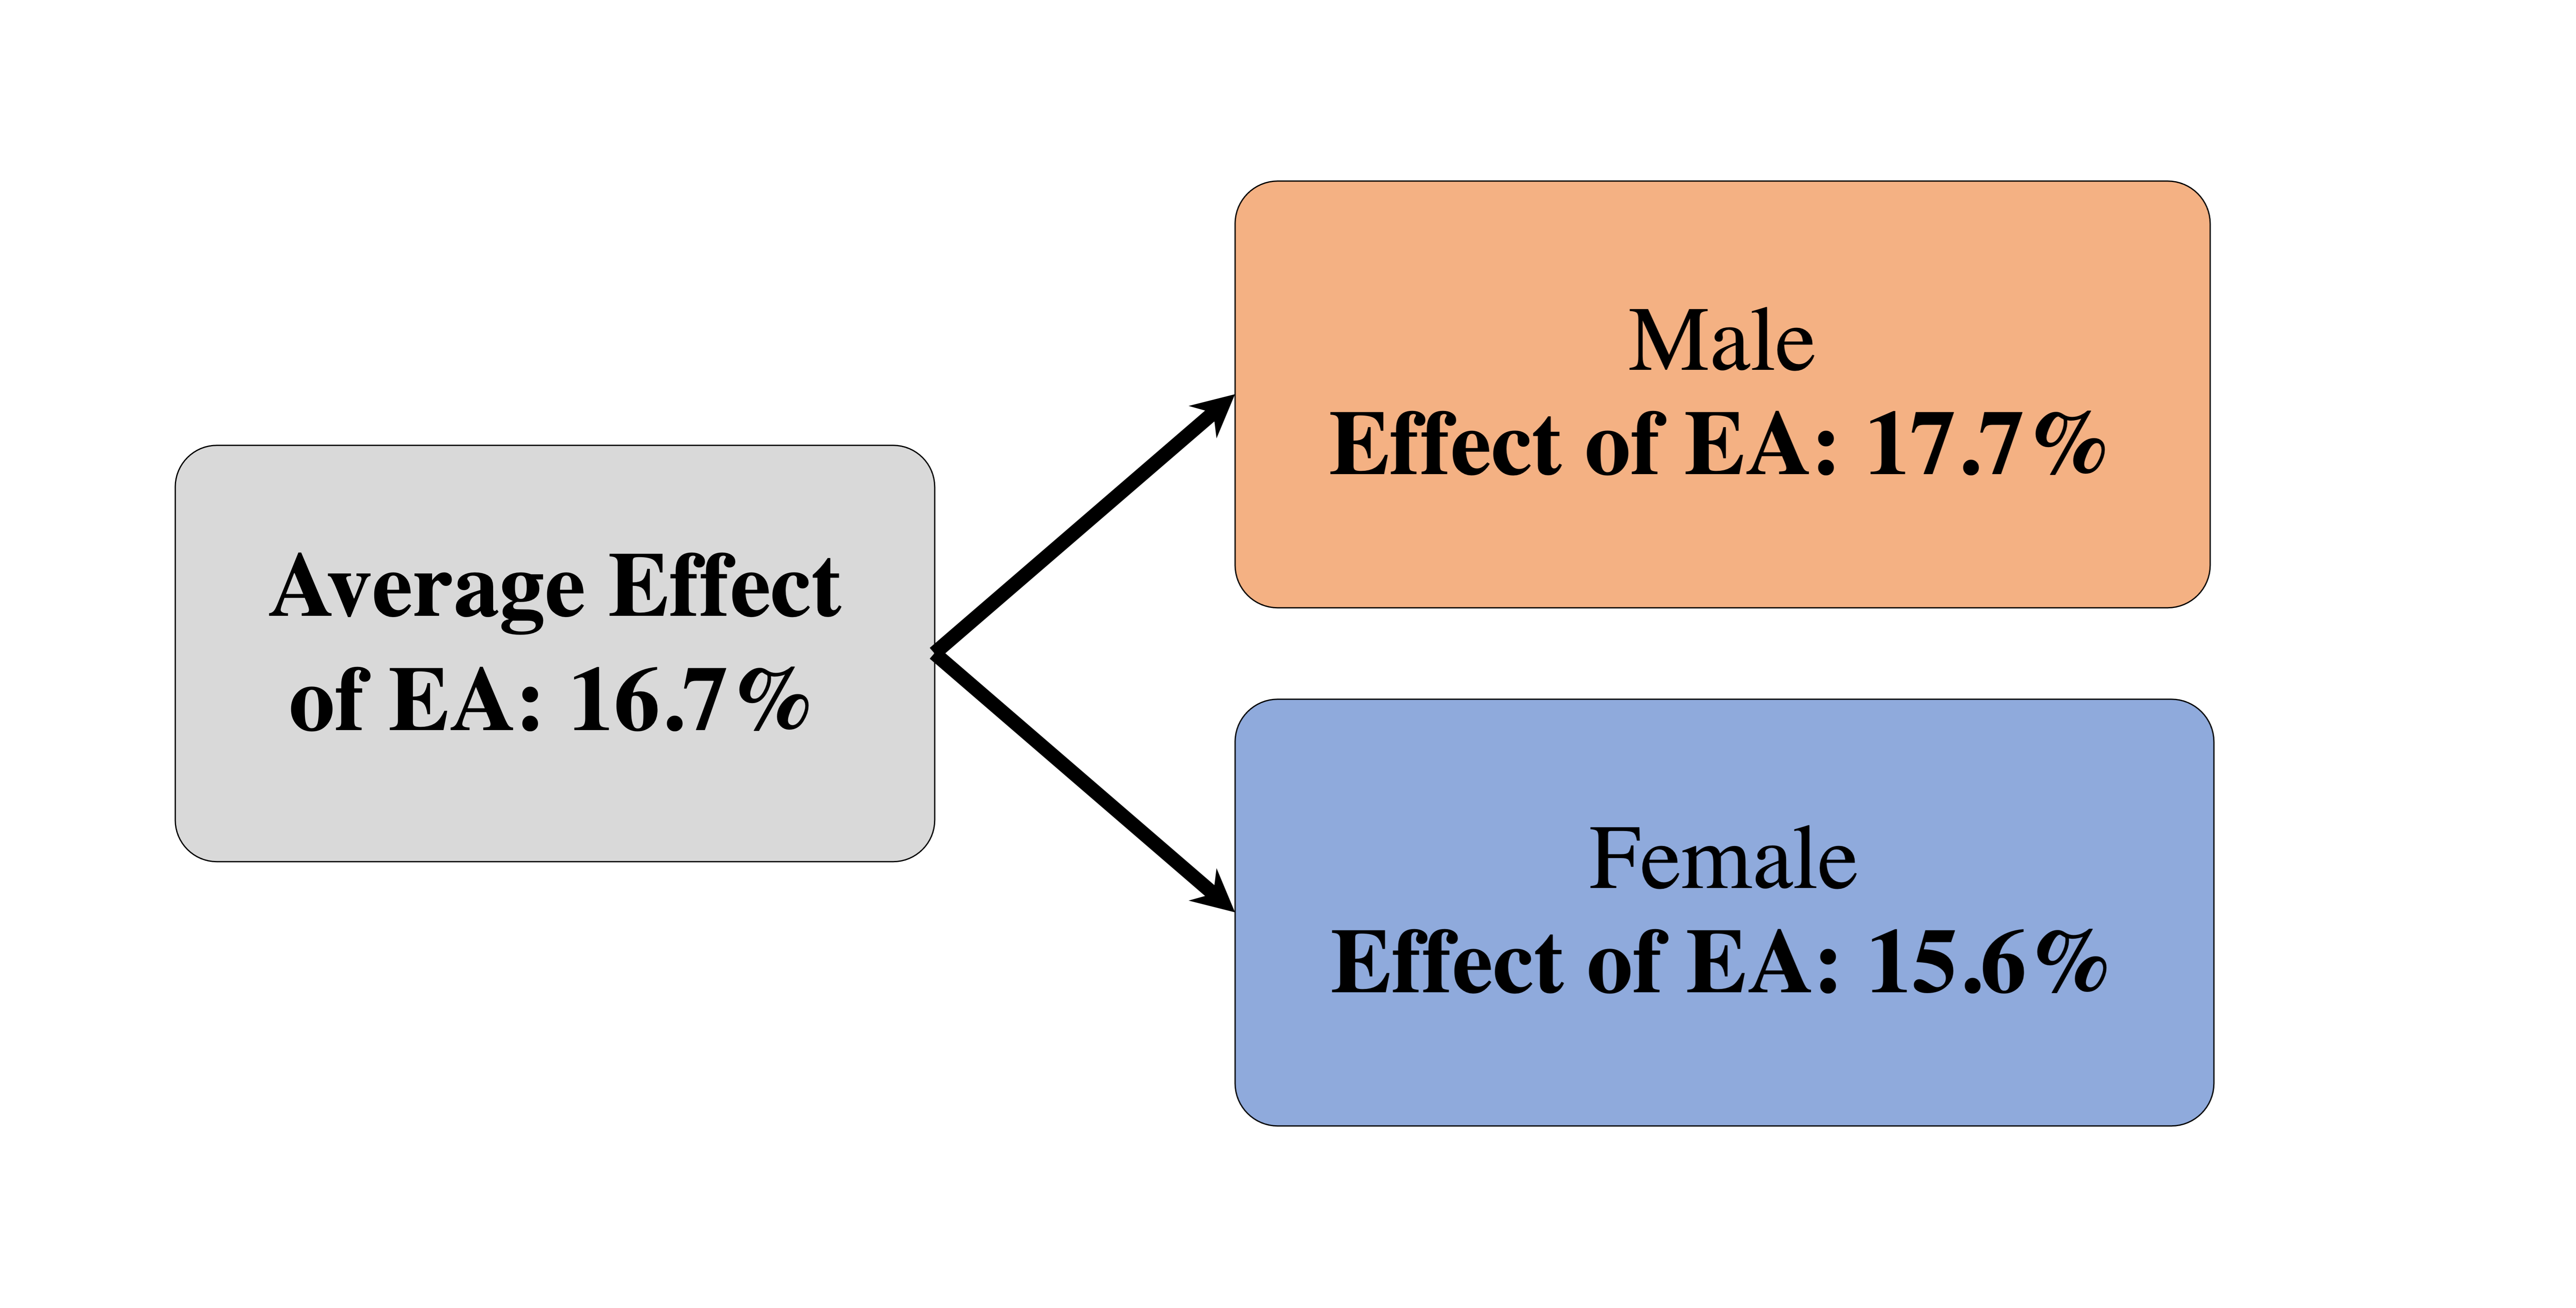 Average Effect
of EA: 16.7%
Male
Effect of EA: 17.7%
Female
Effect of EA: 15.6%